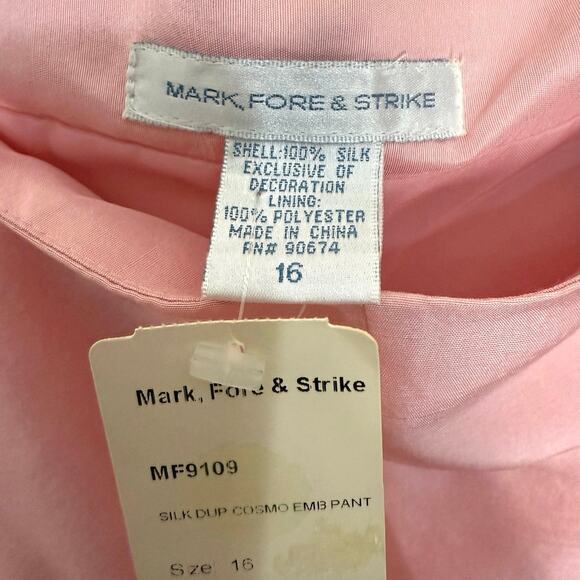 MARK, FORE & STRIKE
SHELL:100% SILK
EXCLUSIVE OF
DECORATION
LINING:
100% POLYESTER
MADE IN CHINA
RN# 90674
16
Mark, Fore & Strike
MF9109
SILK DUP COSMO EMB PANT
Size 16